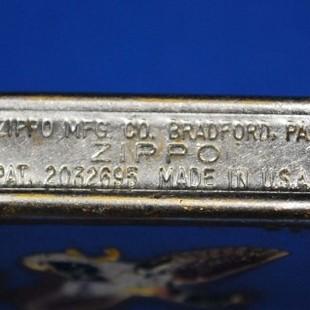 ZIPPO MFG. CO. BRADFORD, PA
ZIPPO
PAT. 2032695 MADE IN U.S.A.